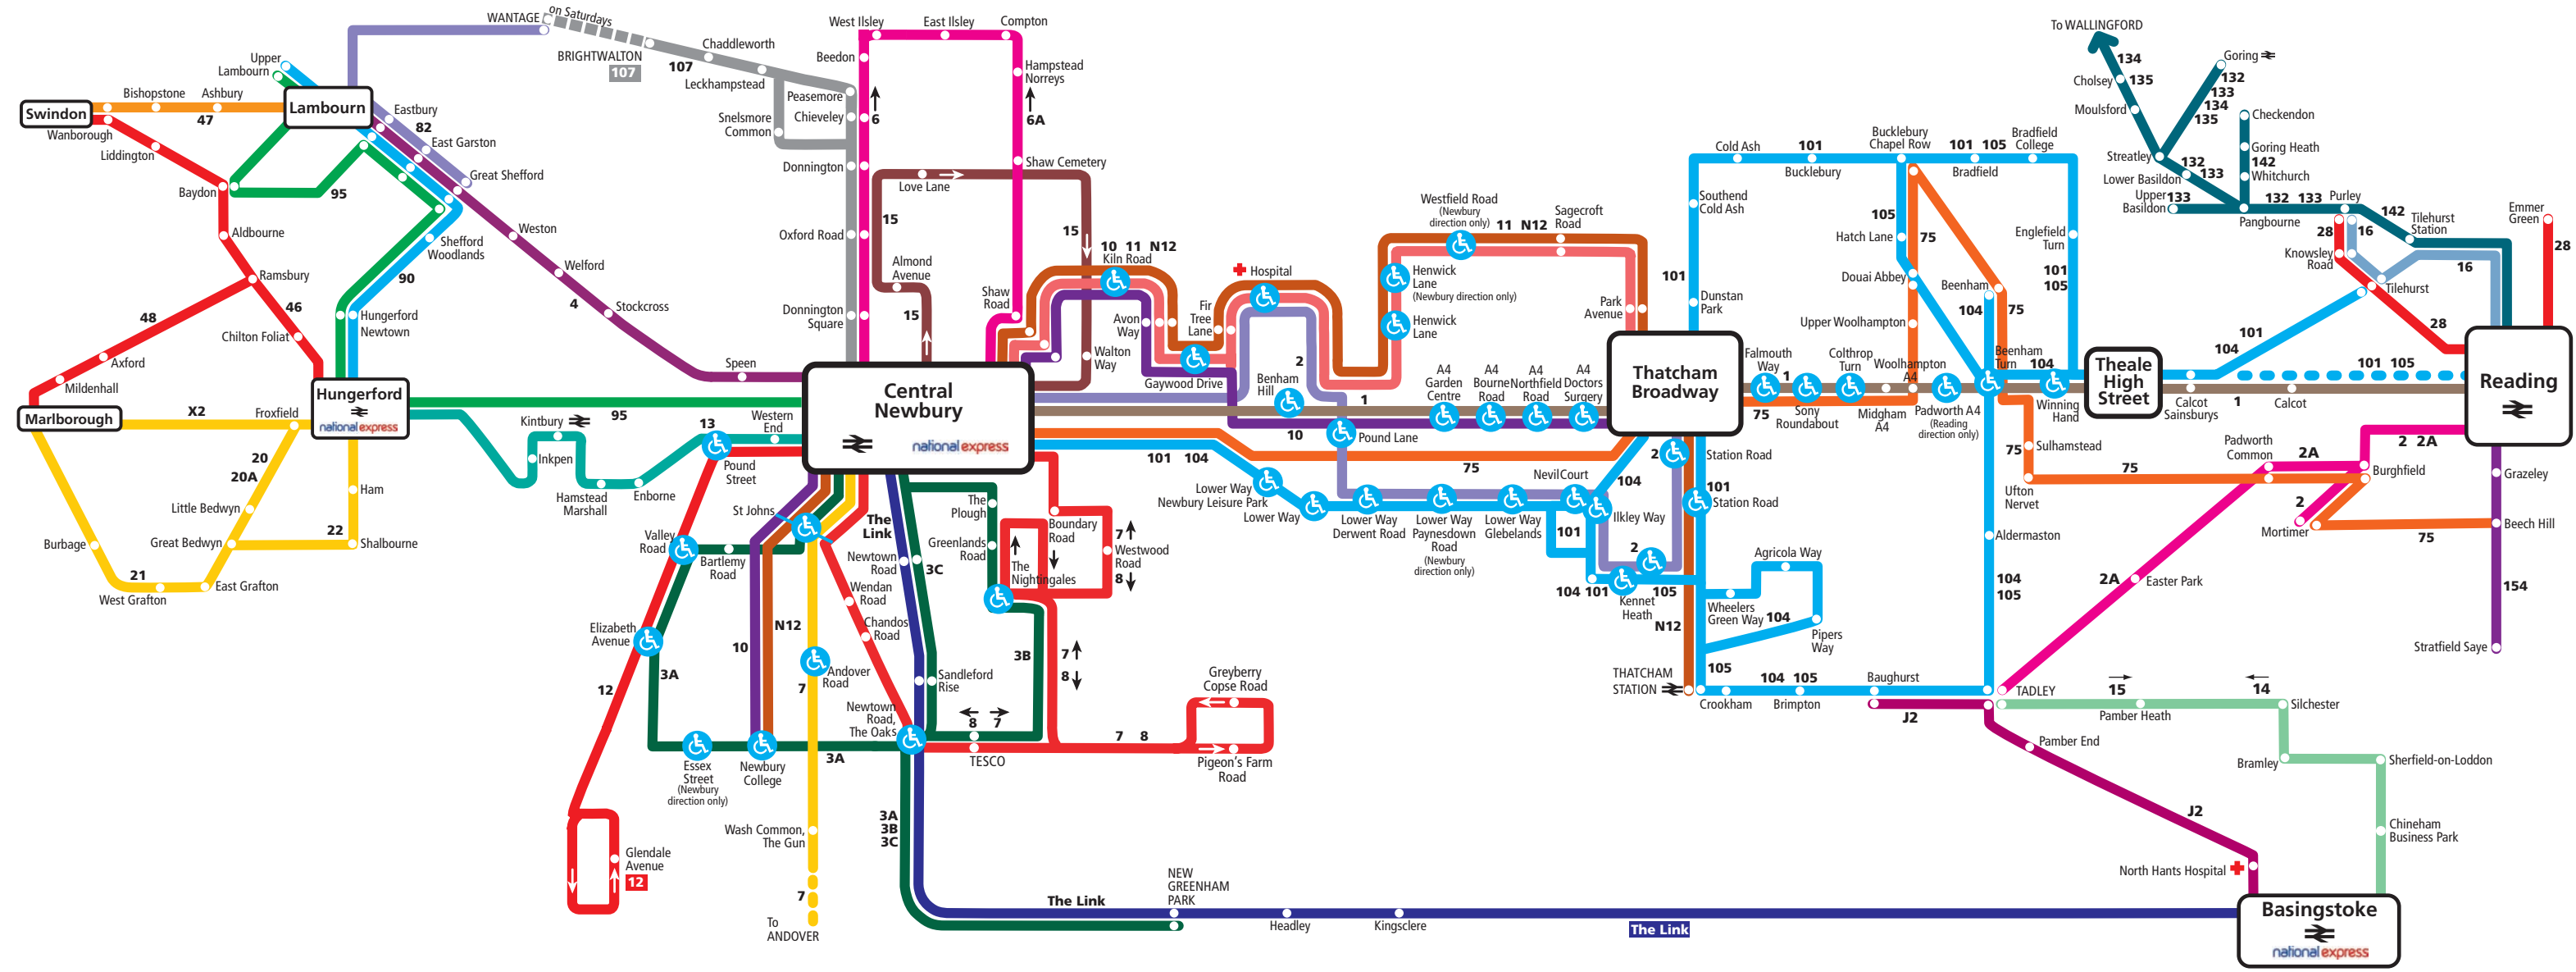 WANTAGE
on Saturdays
BRIGHTWALTON
107
107
Chaddleworth
Leckhampstead
Peasemore
Snelsmore
Common
Chieveley
Donnington
Oxford Road
Donnington
Square
West Ilsley
East Ilsley
Compton
Beedon
Hampstead
Norreys
6
6A
Shaw Cemetery
Love Lane
15
15
15
Almond
Avenue
Shaw
Road
Walton
Way
Upper
Lambourn
Swindon
Bishopstone
Ashbury
47
Lambourn
Wanborough
Liddington
Baydon
95
Eastbury
82
East Garston
Great Shefford
Aldbourne
Ramsbury
46
48
Chilton Foliat
Axford
Mildenhall
Shefford
Woodlands
90
Hungerford
Newtown
Weston
Welford
4
Stockcross
Speen
Marlborough
X2
Froxfield
Hungerford
national express
95
20
20A
Little Bedwyn
Great Bedwyn
22
Ham
Shalbourne
Burbage
21
West Grafton
East Grafton
Kintbury
Inkpen
Hamstead
Marshall
Enborne
13
Western
End
Pound
Street
Central
Newbury
national express
St Johns
Valley
Road
Bartlemy
Road
Elizabeth
Avenue
3A
12
Essex
Street
(Newbury
direction only)
Newbury
College
3A
10
N12
Andover
Road
7
Wash Common,
The Gun
7
To
ANDOVER
Glendale
Avenue
12
The
Link
Newtown
Road
3C
Wendan
Road
Chandos
Road
Sandleford
Rise
Newtown
Road,
The Oaks
3A
3B
3C
The
Plough
Greenlands
Road
The
Nightingales
Boundary
Road
7
Westwood
Road
8
3B
7
8
8 7
TESCO
7 8
Greyberry
Copse Road
Pigeon's Farm
Road
The Link
NEW
GREENHAM
PARK
Headley
Kingsclere
The Link
10 11 N12
Kiln Road
Avon
Way
Fir
Tree
Lane
Gaywood Drive
Hospital
2
Benham
Hill
1
10
Pound Lane
101 104
75
Westfield Road
(Newbury
direction only)
11 N12
Sagecroft
Road
Henwick
Lane
(Newbury direction only)
Henwick
Lane
Park
Avenue
A4
Garden
Centre
A4
Bourne
Road
A4
Northfield
Road
A4
Doctors
Surgery
Lower Way
Newbury Leisure Park
Lower Way
Lower Way
Derwent Road
Lower Way
Paynesdown
Road
(Newbury
direction only)
Lower Way
Glebelands
Nevil Court
104
Ilkley Way
101
2
104 101
Kennet
Heath
105
2
Station Road
101
Station Road
Thatcham
Broadway
Agricola Way
Wheelers
Green Way
104
Pipers
Way
N12
105
THATCHAM
STATION
Crookham
104 105
Brimpton
Baughurst
J2
TADLEY
Cold Ash
101
Bucklebury
Southend
Cold Ash
101
Dunstan
Park
Bucklebury
Chapel Row
101 105
Bradfield
Bradfield
College
105
Hatch Lane
75
Douai Abbey
Upper Woolhampton
Beenham
104
75
Englefield
Turn
101
105
Falmouth
Way
1
75
Sony
Roundabout
Colthrop
Turn
Midgham
A4
Woolhampton
A4
Padworth A4
(Reading
direction only)
Beenham
Turn
104
Winning
Hand
Theale
High
Street
75
Sulhamstead
75
Ufton
Nervet
Aldermaston
104
105
101
104
101 105
Calcot
Sainsburys
1
Calcot
To WALLINGFORD
134
135
Cholsey
Moulsford
Goring
132
133
134
135
Streatley
132
133
Lower Basildon
Upper
Basildon
133
Checkendon
Goring Heath
142
Whitchurch
Pangbourne
132 133
Purley
142
Tilehurst
Station
28
16
Knowsley
Road
Tilehurst
16
28
Emmer
Green
28
Reading
Padworth
Common
2A
2 2A
Burghfield
2
Mortimer
75
2A
Easter Park
Grazeley
Beech Hill
154
Stratfield Saye
15
14
Pamber Heath
Silchester
Pamber End
Bramley
Sherfield-on-Loddon
J2
Chineham
Business Park
North Hants Hospital
Basingstoke
national express